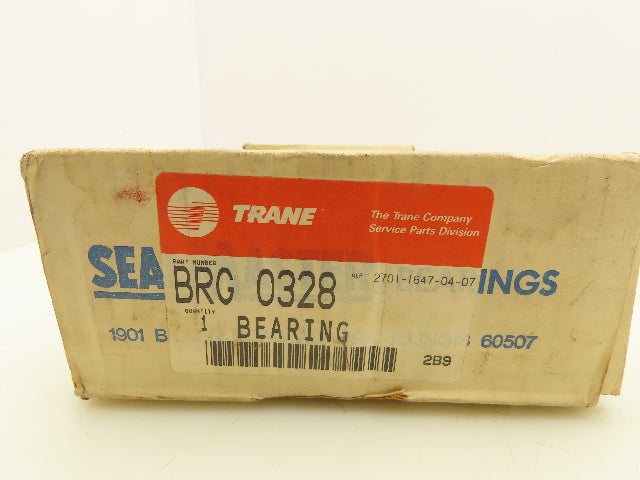 TRANE
The Trane Company
Service Parts Division
SEA
INGS
PART NUMBER
BRG 0328
2701-1647-04-07
QUANTITY
1 BEARING
1901 B
ILLINOIS 60507
2B9